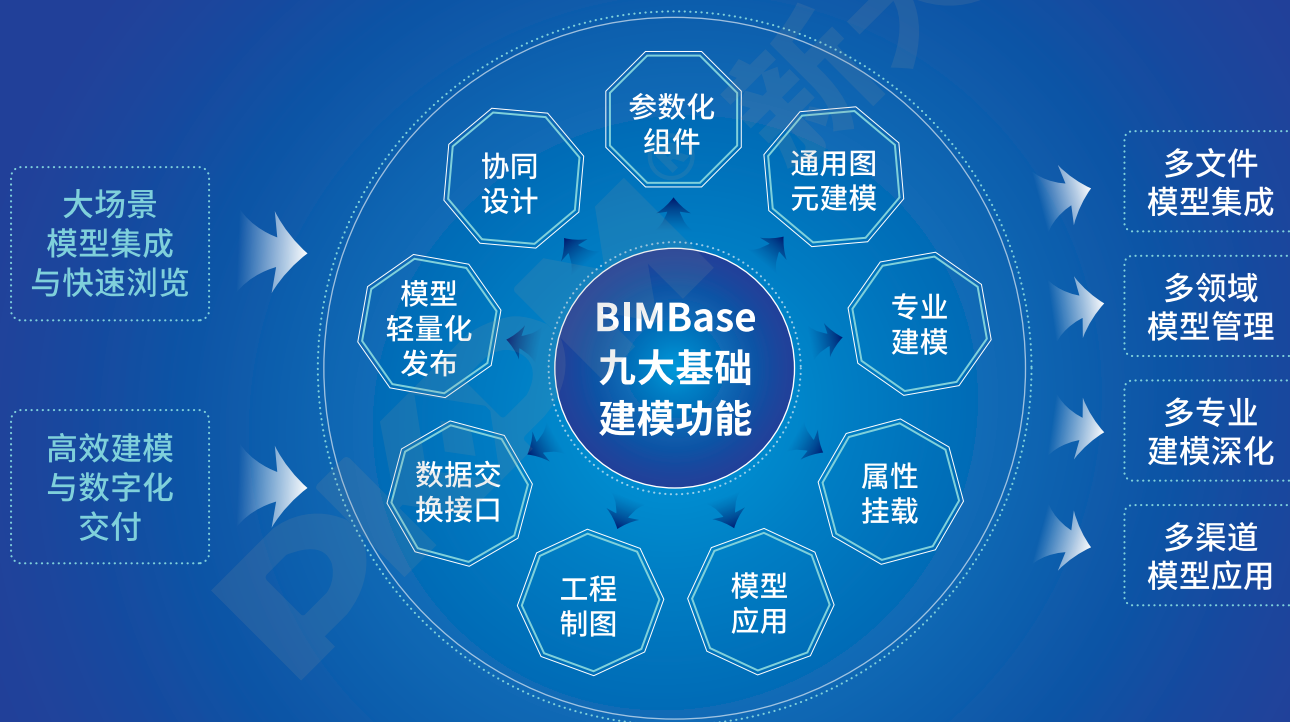 大场景
模型集成
与快速浏览
高效建模
与数字化
交付
BIMBase
九大基础
建模功能
参数化
组件
通用图
元建模
专业
建模
属性
挂载
模型
应用
工程
制图
数据交
换接口
模型
轻量化
发布
协同
设计
多文件
模型集成
多领域
模型管理
多专业
建模深化
多渠道
模型应用